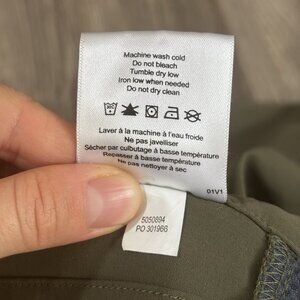 Machine wash cold
Do not bleach
Tumble dry low
Iron low when needed
Do not dry clean
Laver à la machine à l'eau froide
Ne pas javelliser
Sécher par culbutage à basse température
Repasser à basse température
Ne pas nettoyer à sec
01V1
5050894
PO 301966